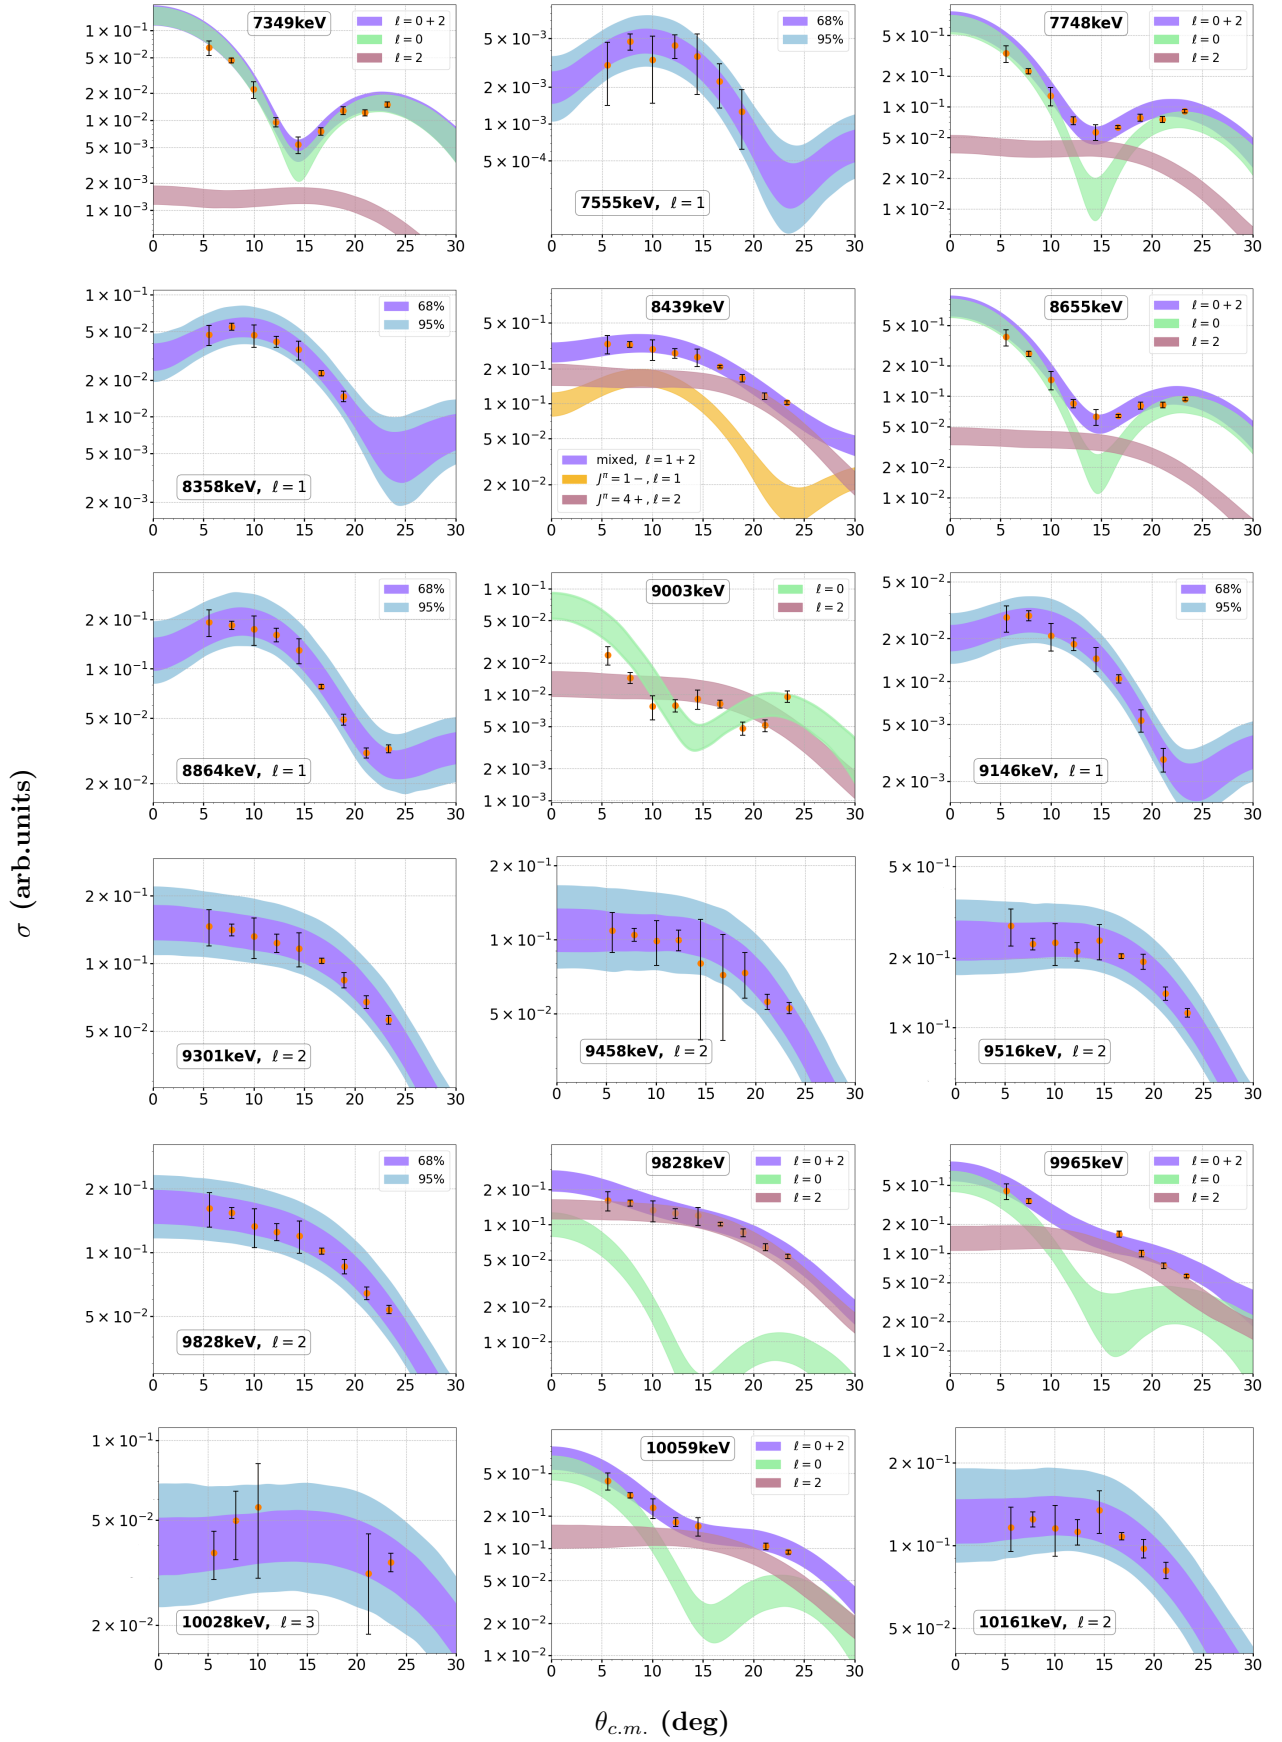 7349keV
ℓ = 0 + 2
ℓ = 0
ℓ = 2
1 × 10⁻¹
5 × 10⁻²
2 × 10⁻²
1 × 10⁻²
5 × 10⁻³
2 × 10⁻³
1 × 10⁻³
0 5 10 15 20 25 30
68%
95%
5 × 10⁻³
2 × 10⁻³
1 × 10⁻³
5 × 10⁻⁴
7555keV, ℓ = 1
0 5 10 15 20 25 30
7748keV
ℓ = 0 + 2
ℓ = 0
ℓ = 2
5 × 10⁻¹
2 × 10⁻¹
1 × 10⁻¹
5 × 10⁻²
2 × 10⁻²
1 × 10⁻²
0 5 10 15 20 25 30
68%
95%
1 × 10⁻¹
5 × 10⁻²
2 × 10⁻²
1 × 10⁻²
5 × 10⁻³
2 × 10⁻³
8358keV, ℓ = 1
0 5 10 15 20 25 30
8439keV
5 × 10⁻¹
2 × 10⁻¹
1 × 10⁻¹
5 × 10⁻²
2 × 10⁻²
mixed, ℓ = 1 + 2
Jᵖⁱ = 1−, ℓ = 1
Jᵖⁱ = 4+, ℓ = 2
0 5 10 15 20 25 30
8655keV
ℓ = 0 + 2
ℓ = 0
ℓ = 2
5 × 10⁻¹
2 × 10⁻¹
1 × 10⁻¹
5 × 10⁻²
2 × 10⁻²
1 × 10⁻²
0 5 10 15 20 25 30
68%
95%
2 × 10⁻¹
1 × 10⁻¹
5 × 10⁻²
2 × 10⁻²
8864keV, ℓ = 1
0 5 10 15 20 25 30
9003keV
ℓ = 0
ℓ = 2
1 × 10⁻¹
5 × 10⁻²
2 × 10⁻²
1 × 10⁻²
5 × 10⁻³
2 × 10⁻³
1 × 10⁻³
0 5 10 15 20 25 30
68%
95%
5 × 10⁻²
2 × 10⁻²
1 × 10⁻²
5 × 10⁻³
2 × 10⁻³
9146keV, ℓ = 1
0 5 10 15 20 25 30
2 × 10⁻¹
1 × 10⁻¹
5 × 10⁻²
9301keV, ℓ = 2
0 5 10 15 20 25 30
2 × 10⁻¹
1 × 10⁻¹
5 × 10⁻²
9458keV, ℓ = 2
0 5 10 15 20 25 30
5 × 10⁻¹
2 × 10⁻¹
1 × 10⁻¹
9516keV, ℓ = 2
0 5 10 15 20 25 30
68%
95%
2 × 10⁻¹
1 × 10⁻¹
5 × 10⁻²
9828keV, ℓ = 2
0 5 10 15 20 25 30
9828keV
ℓ = 0 + 2
ℓ = 0
ℓ = 2
2 × 10⁻¹
1 × 10⁻¹
5 × 10⁻²
2 × 10⁻²
1 × 10⁻²
0 5 10 15 20 25 30
9965keV
ℓ = 0 + 2
ℓ = 0
ℓ = 2
5 × 10⁻¹
2 × 10⁻¹
1 × 10⁻¹
5 × 10⁻²
2 × 10⁻²
1 × 10⁻²
0 5 10 15 20 25 30
1 × 10⁻¹
5 × 10⁻²
2 × 10⁻²
10028keV, ℓ = 3
0 5 10 15 20 25 30
10059keV
ℓ = 0 + 2
ℓ = 0
ℓ = 2
5 × 10⁻¹
2 × 10⁻¹
1 × 10⁻¹
5 × 10⁻²
2 × 10⁻²
1 × 10⁻²
0 5 10 15 20 25 30
2 × 10⁻¹
1 × 10⁻¹
5 × 10⁻²
10161keV, ℓ = 2
0 5 10 15 20 25 30
σ (arb.units)
θc.m. (deg)